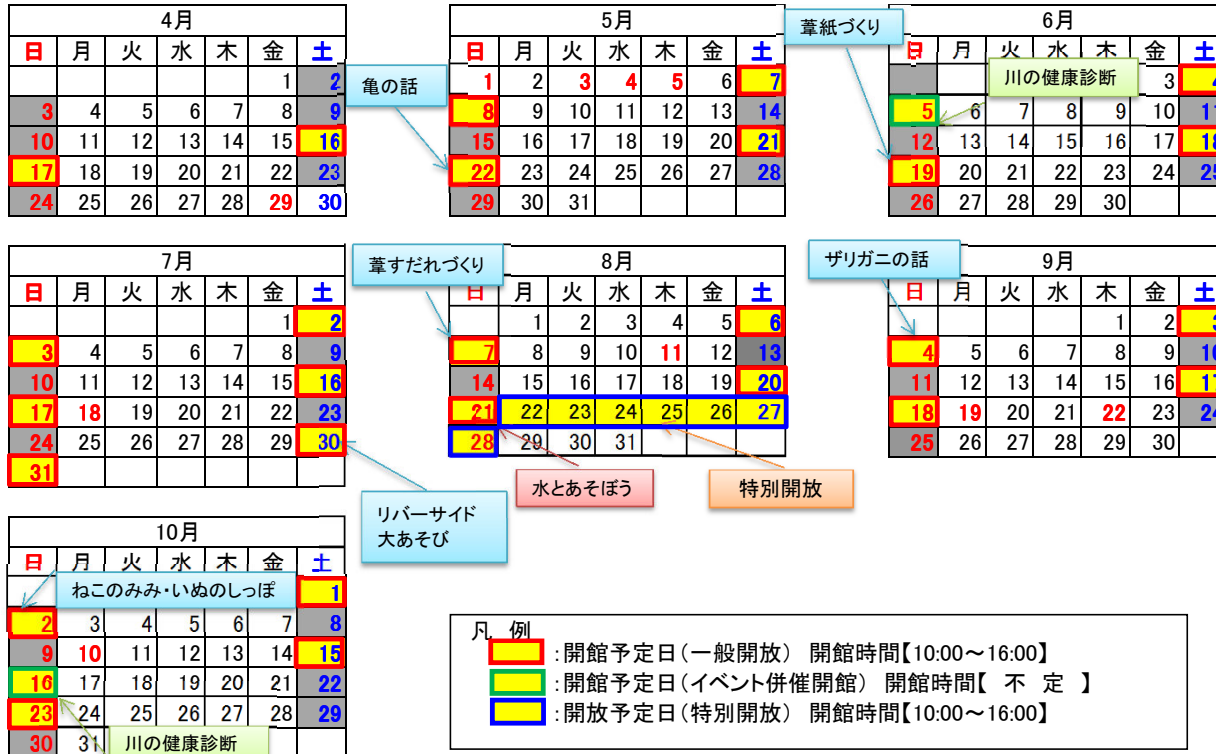 4月
日 月 火 水 木 金 土
1 2
3 4 5 6 7 8 9
10 11 12 13 14 15 16
17 18 19 20 21 22 23
24 25 26 27 28 29 30
亀の話
5月
日 月 火 水 木 金 土
1 2 3 4 5 6 7
8 9 10 11 12 13 14
15 16 17 18 19 20 21
22 23 24 25 26 27 28
29 30 31
葦紙づくり
6月
日 月 火 水 木 金 土
川の健康診断
3 4
5 6 7 8 9 10 11
12 13 14 15 16 17 18
19 20 21 22 23 24 25
26 27 28 29 30
7月
日 月 火 水 木 金 土
1 2
3 4 5 6 7 8 9
10 11 12 13 14 15 16
17 18 19 20 21 22 23
24 25 26 27 28 29 30
31
リバーサイド
大あそび
葦すだれづくり
8月
日 月 火 水 木 金 土
1 2 3 4 5 6
7 8 9 10 11 12 13
14 15 16 17 18 19 20
21 22 23 24 25 26 27
28 29 30 31
水とあそぼう
特別開放
ザリガニの話
9月
日 月 火 水 木 金 土
1 2 3
4 5 6 7 8 9 10
11 12 13 14 15 16 17
18 19 20 21 22 23 24
25 26 27 28 29 30
10月
日 月 火 水 木 金 土
ねこのみみ・いぬのしっぽ
1
2 3 4 5 6 7 8
9 10 11 12 13 14 15
16 17 18 19 20 21 22
23 24 25 26 27 28 29
30 31
川の健康診断
凡 例
:開館予定日(一般開放) 開館時間【10:00～16:00】
:開館予定日(イベント併催開館) 開館時間【 不 定 】
:開放予定日(特別開放) 開館時間【10:00～16:00】